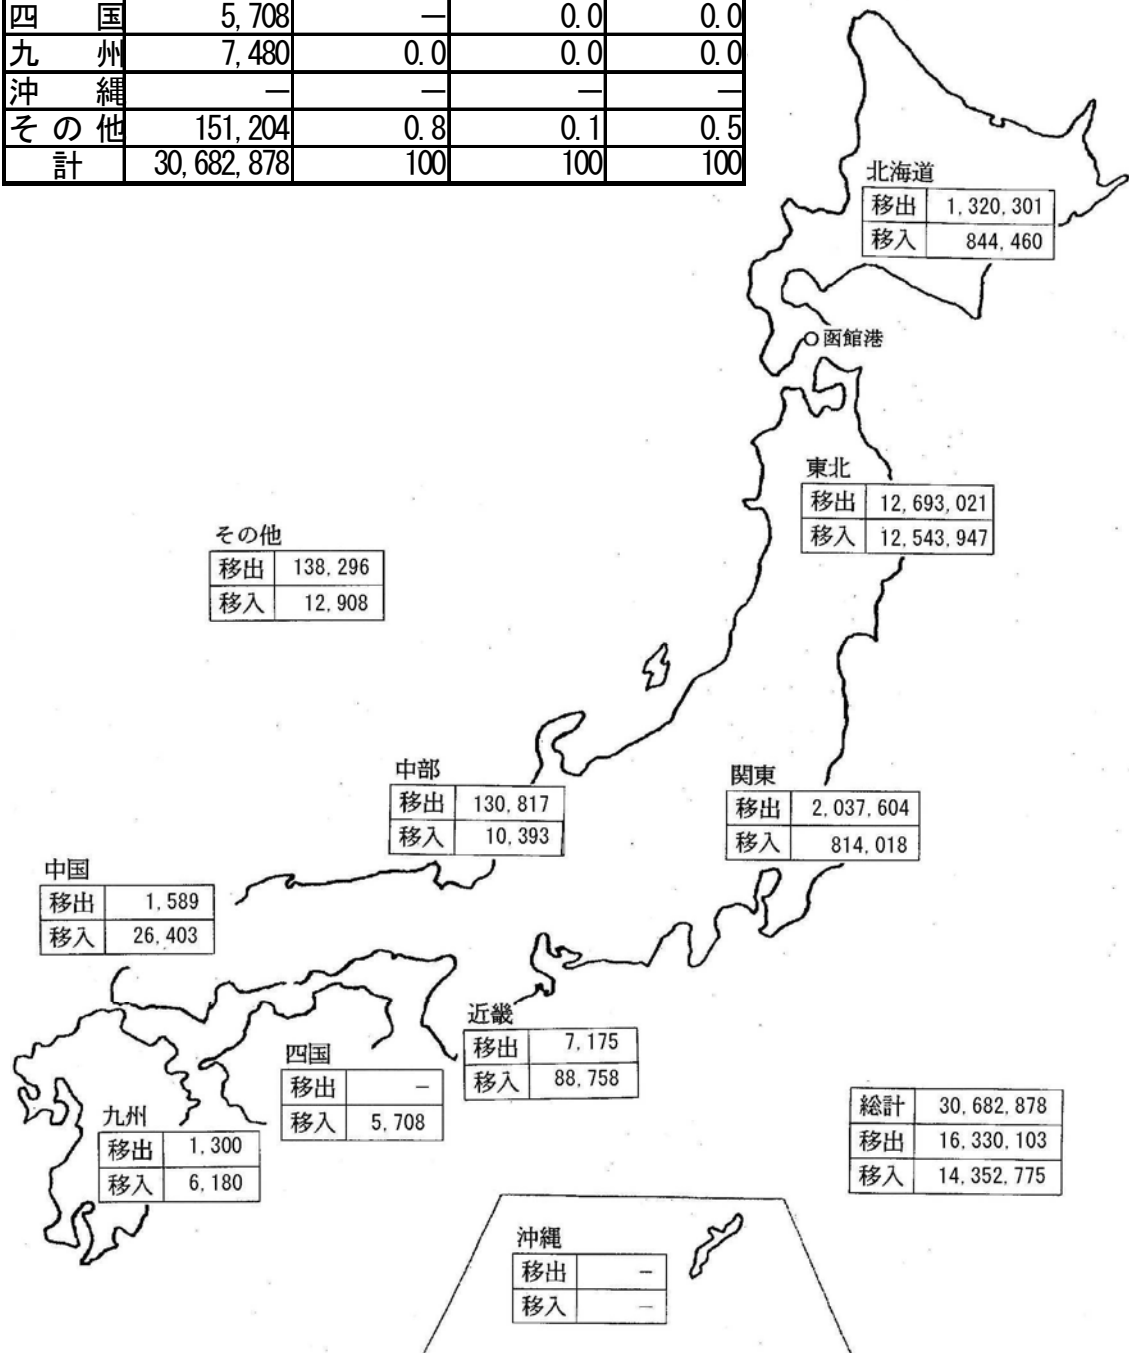 四国 5,708 － 0.0 0.0
九州 7,480 0.0 0.0 0.0
沖縄 － － － －
その他 151,204 0.8 0.1 0.5
計 30,682,878 100 100 100
北海道
移出 1,320,301
移入 844,460
函館港
東北
移出 12,693,021
移入 12,543,947
その他
移出 138,296
移入 12,908
中部
移出 130,817
移入 10,393
関東
移出 2,037,604
移入 814,018
中国
移出 1,589
移入 26,403
近畿
移出 7,175
移入 88,758
四国
移出 －
移入 5,708
九州
移出 1,300
移入 6,180
総計 30,682,878
移出 16,330,103
移入 14,352,775
沖縄
移出 －
移入 －